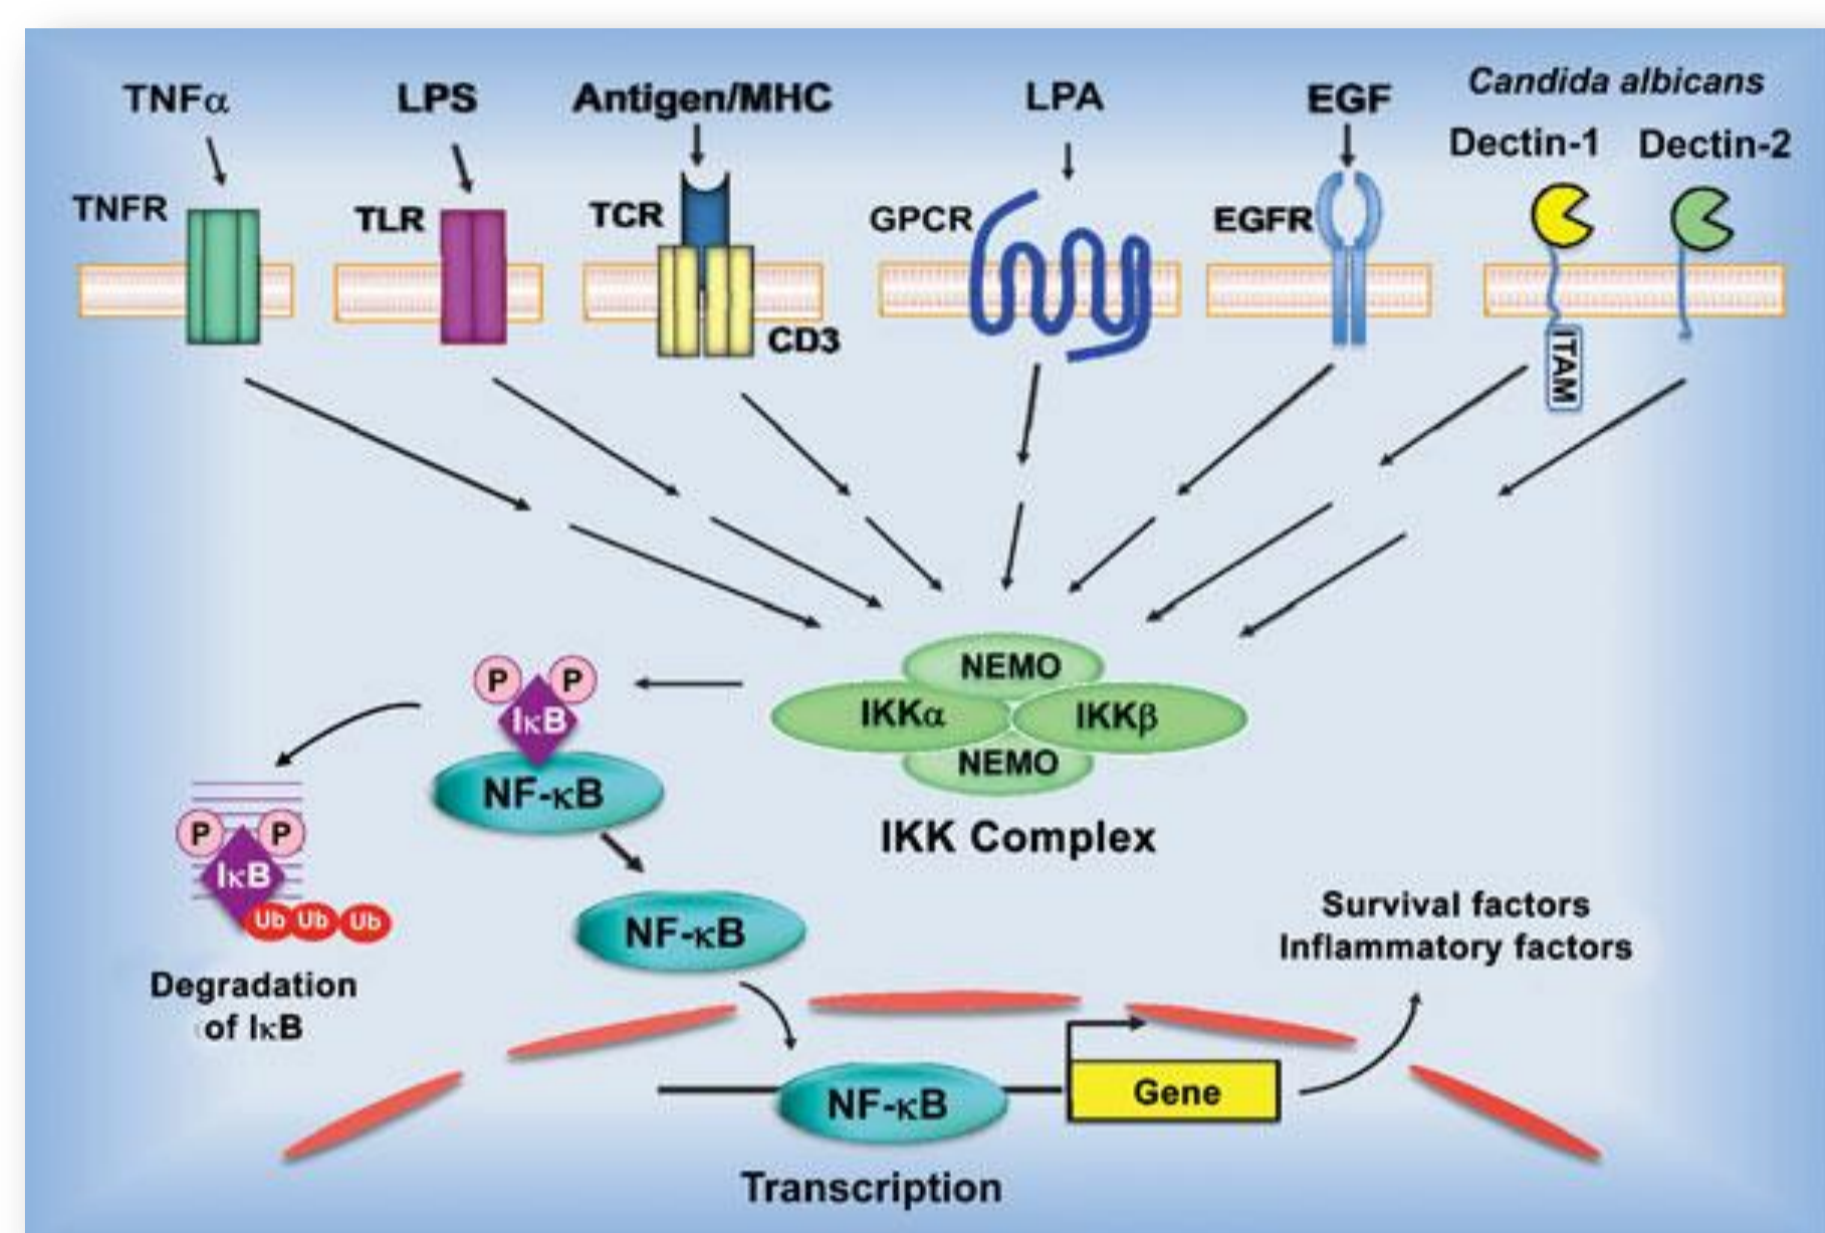 TNFα
LPS
Antigen/MHC
LPA
EGF
Candida albicans
Dectin-1
Dectin-2
TNFR
TLR
TCR
GPCR
EGFR
CD3
ITAM
NEMO
IKKα
IKKβ
NEMO
IKK Complex
P
P
IκB
NF-κB
P
P
IκB
Ub
Ub
Ub
Degradation
of IκB
NF-κB
Survival factors
Inflammatory factors
NF-κB
Gene
Transcription